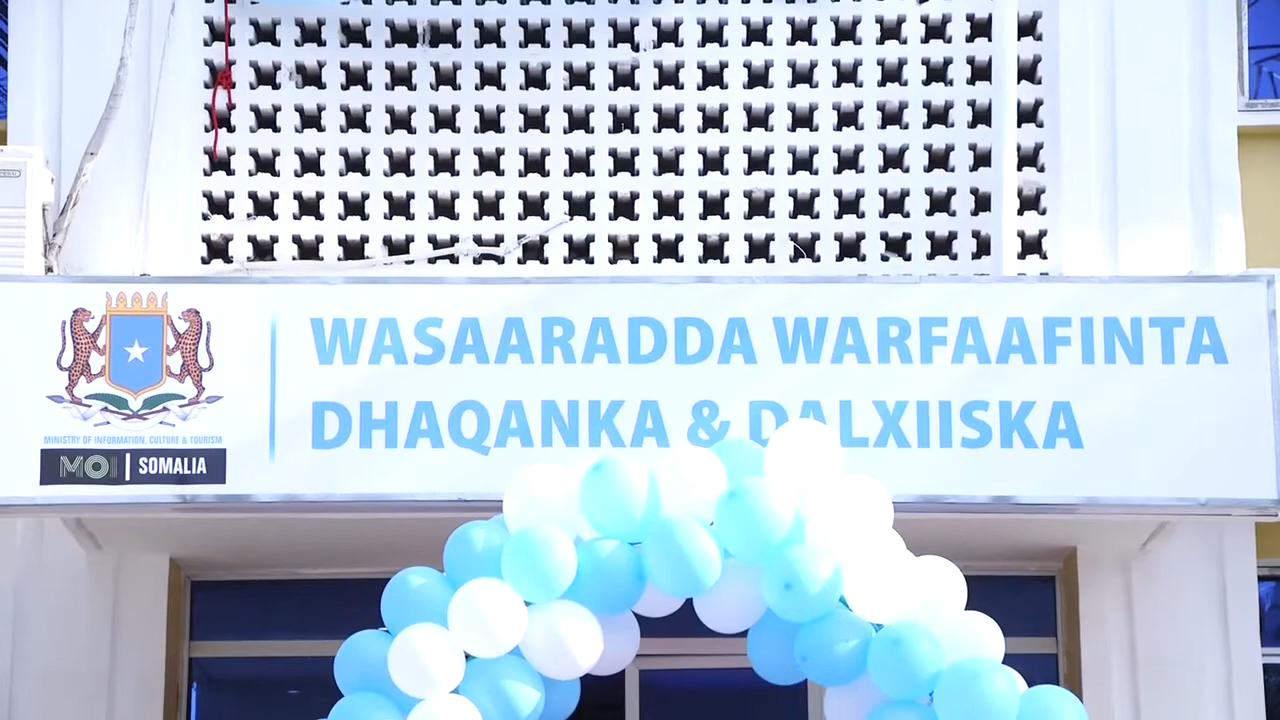 WASAARADDA WARFAAFINTA
DHAQANKA & DALXIISKA
MINISTRY OF INFORMATION, CULTURE & TOURISM
MOI | SOMALIA